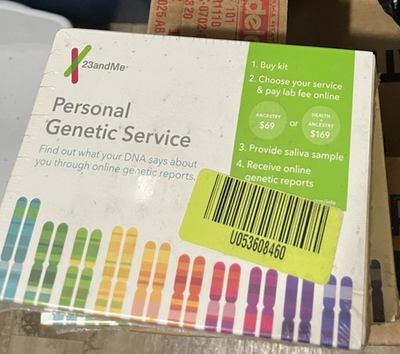 23andMe
Personal
Genetic Service
Find out what your DNA says about
you through online genetic reports.
1. Buy kit
2. Choose your service
& pay lab fee online
ANCESTRY
$69
or
HEALTH +
ANCESTRY
$169
3. Provide saliva sample
4. Receive online
genetic reports
U053608460